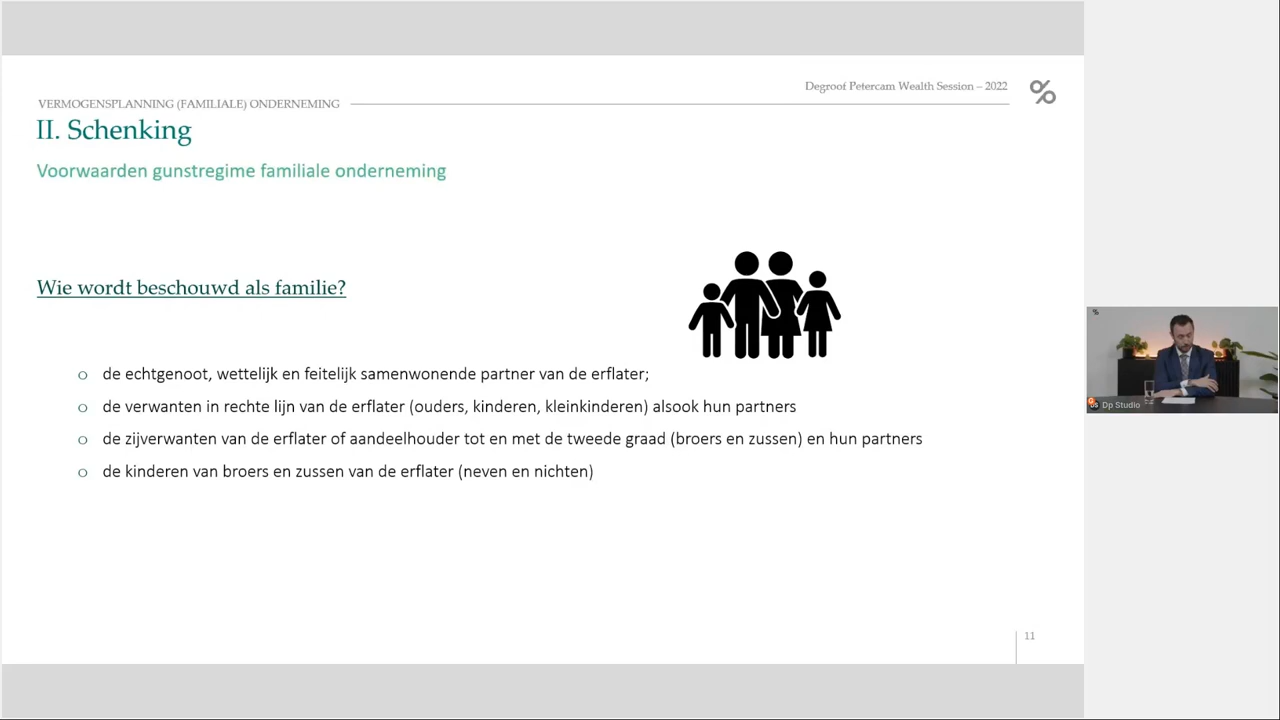 Degroof Petercam Wealth Session – 2022
VERMOGENSPLANNING (FAMILIALE) ONDERNEMING
II. Schenking
Voorwaarden gunstregime familiale onderneming
Wie wordt beschouwd als familie?
o de echtgenoot, wettelijk en feitelijk samenwonende partner van de erflater;
o de verwanten in rechte lijn van de erflater (ouders, kinderen, kleinkinderen) alsook hun partners
o de zijverwanten van de erflater of aandeelhouder tot en met de tweede graad (broers en zussen) en hun partners
o de kinderen van broers en zussen van de erflater (neven en nichten)
Dp Studio
11